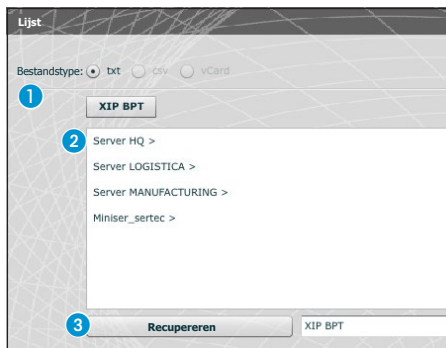 Lijst
Bestandstype: txt csv vCard
1
XIP BPT
2 Server HQ >
Server LOGISTICA >
Server MANUFACTURING >
Miniser_sertec >
3 Recupereren XIP BPT